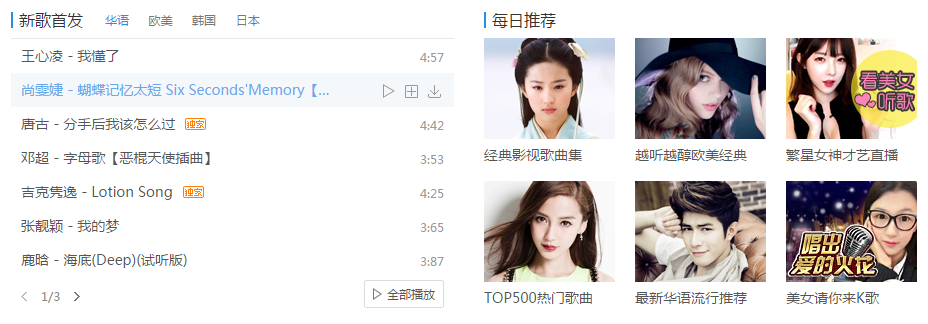 新歌首发 华语 欧美 韩国 日本
王心凌 - 我懂了 4:57
尚雯婕 - 蝴蝶记忆太短 Six Seconds'Memory【...
唐古 - 分手后我该怎么过 独家 4:42
邓超 - 字母歌【恶棍天使插曲】 3:53
吉克隽逸 - Lotion Song 独家 4:25
张靓颖 - 我的梦 3:65
鹿晗 - 海底(Deep)(试听版) 3:87
1/3 全部播放
每日推荐
看美女
听歌
经典影视歌曲集 越听越醇欧美经典 繁星女神才艺直播
唱出
爱的火花
TOP500热门歌曲 最新华语流行推荐 美女请你来K歌